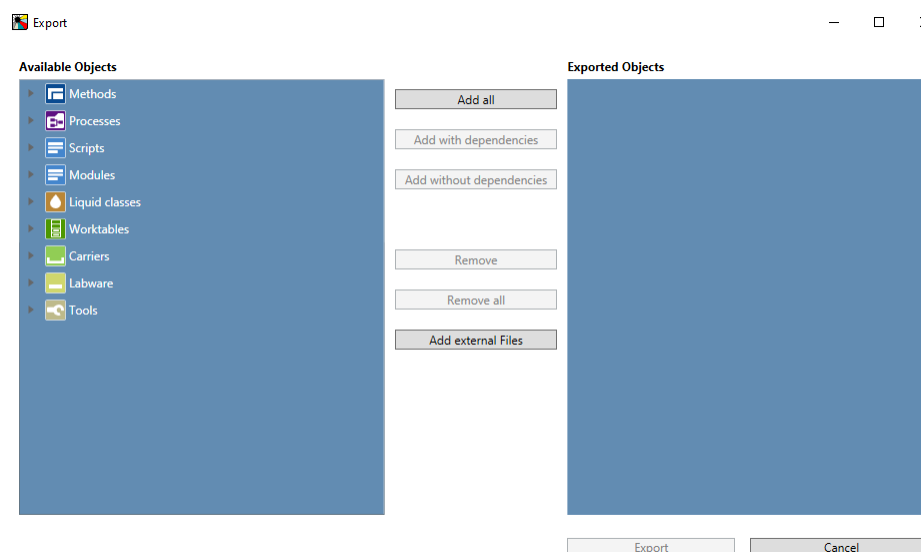 Export
Available Objects
Exported Objects
Methods
Processes
Scripts
Modules
Liquid classes
Worktables
Carriers
Labware
Tools
Add all
Add with dependencies
Add without dependencies
Remove
Remove all
Add external Files
Export
Cancel